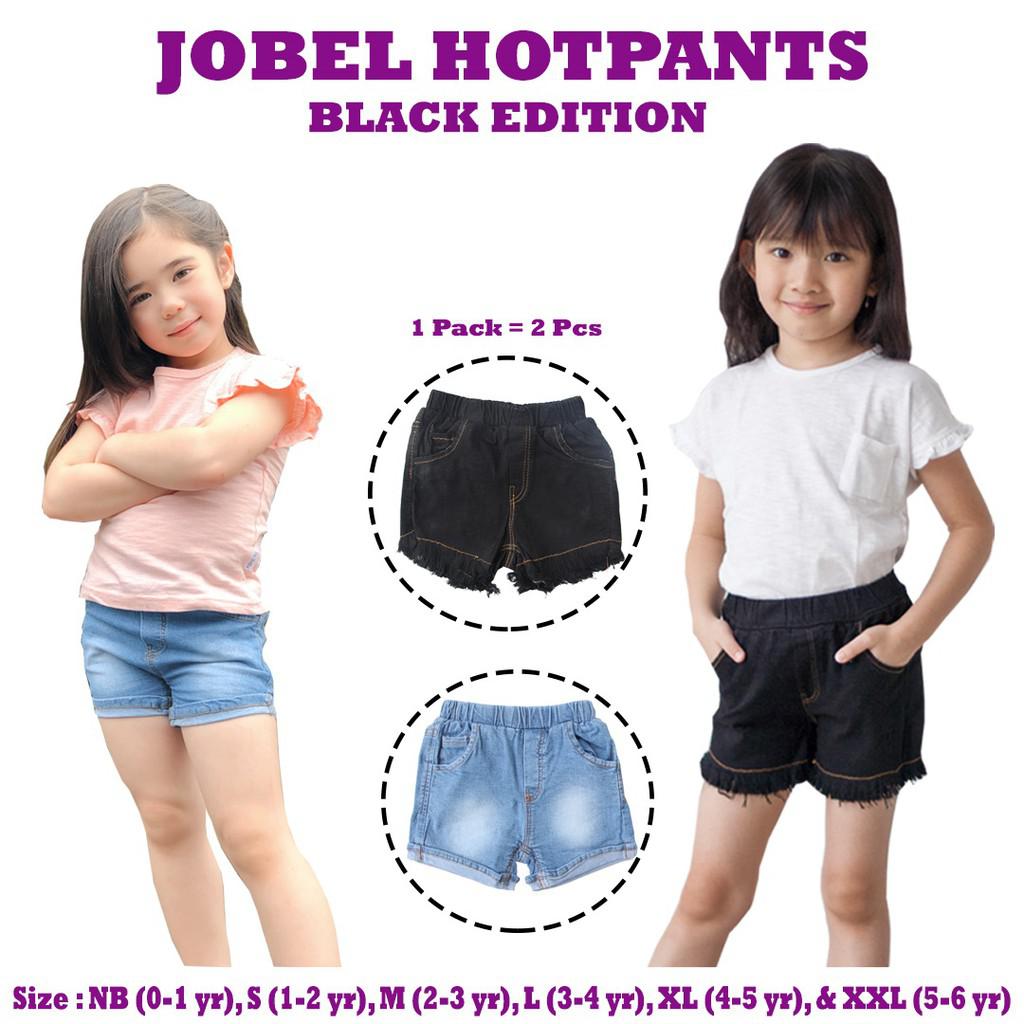 JOBEL HOTPANTS
BLACK EDITION
1 Pack = 2 Pcs
Size : NB (0-1 yr), S (1-2 yr), M (2-3 yr), L (3-4 yr), XL (4-5 yr), & XXL (5-6 yr)